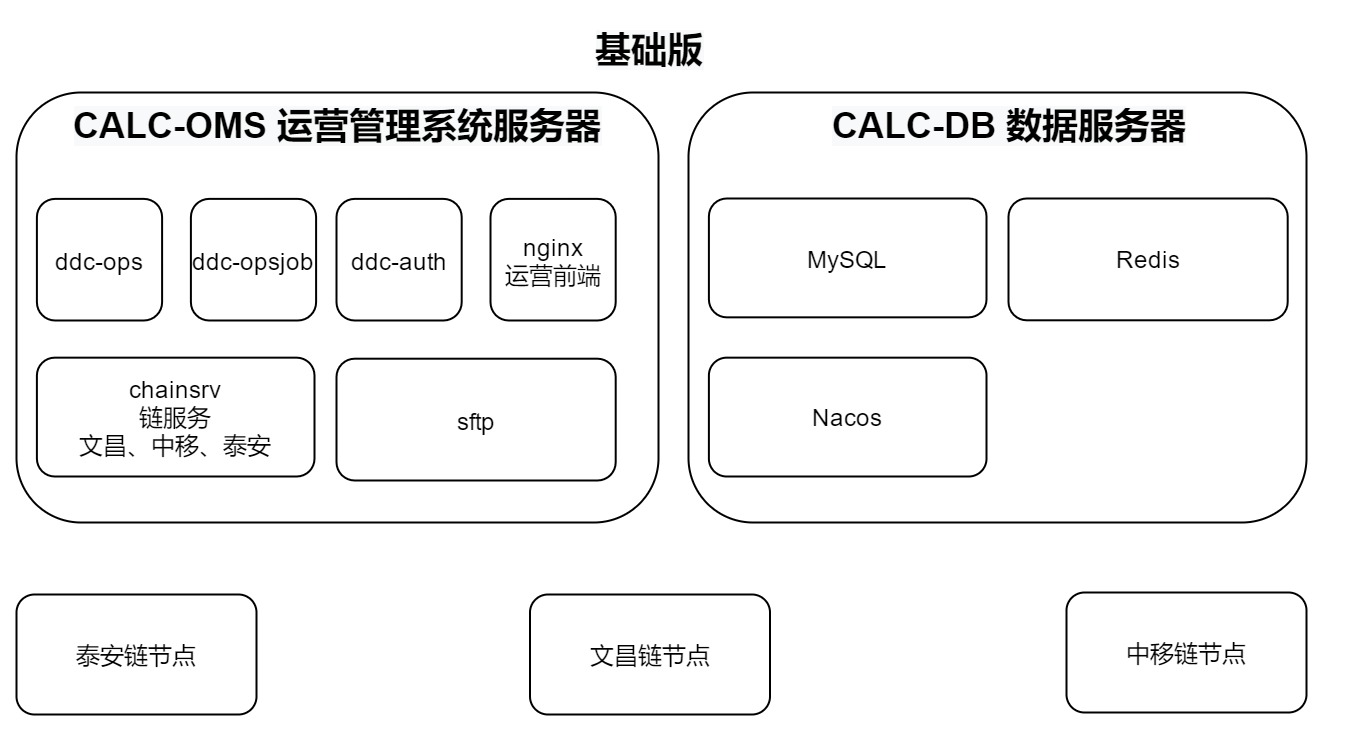 基础版
CALC-OMS 运营管理系统服务器
ddc-ops
ddc-opsjob
ddc-auth
nginx
运营前端
chainsrv
链服务
文昌、中移、泰安
sftp
CALC-DB 数据服务器
MySQL
Redis
Nacos
泰安链节点
文昌链节点
中移链节点